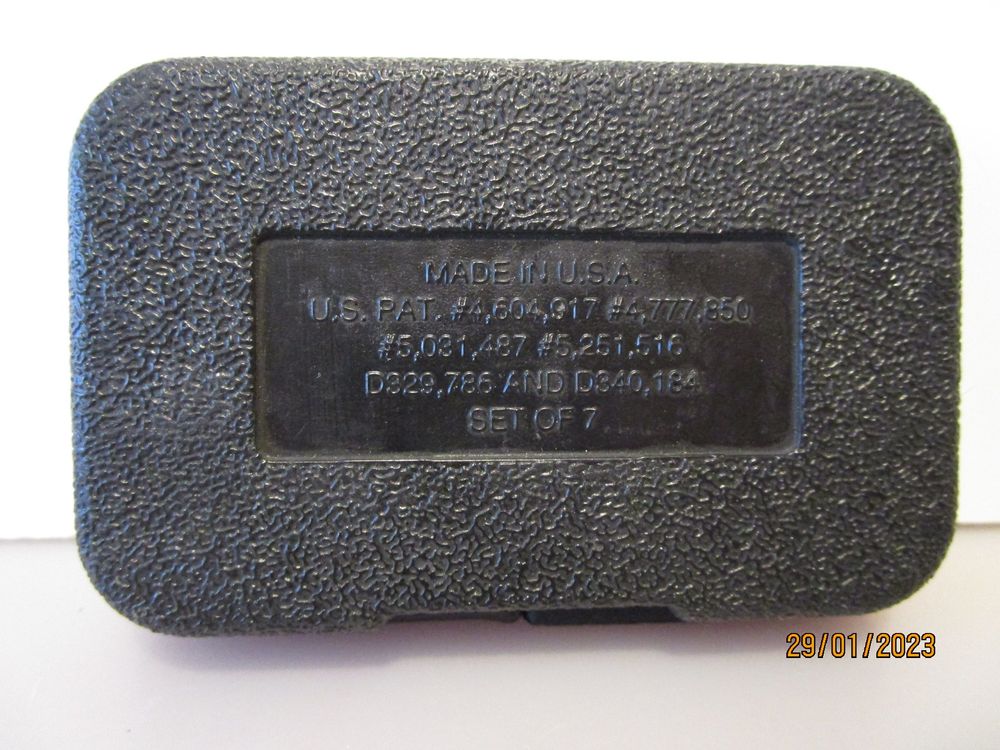 MADE IN U.S.A.
U.S. PAT. #4,604,917 #4,777,850
#5,031,487 #5,251,516
D329,786 AND D340,184
SET OF 7
29/01/2023